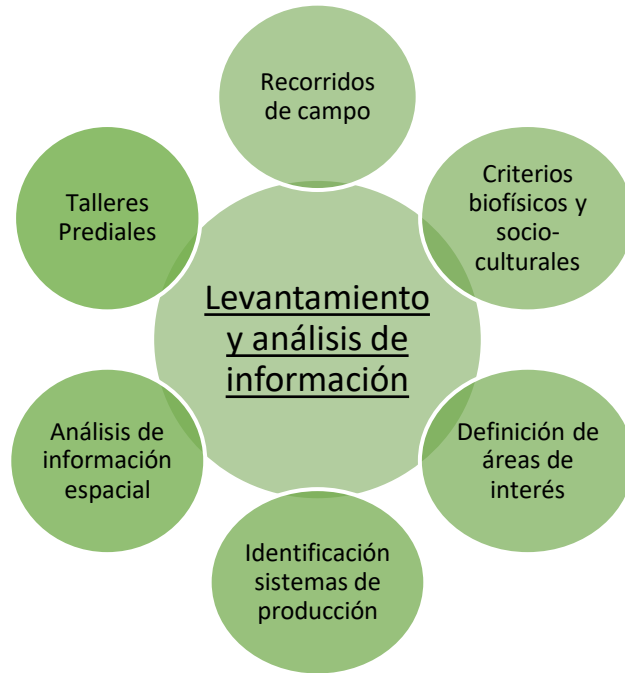 Recorridos
de campo
Criterios
biofísicos y
socio-
culturales
Definición de
áreas de
interés
Identificación
sistemas de
producción
Análisis de
información
espacial
Talleres
Prediales
Levantamiento
y análisis de
información